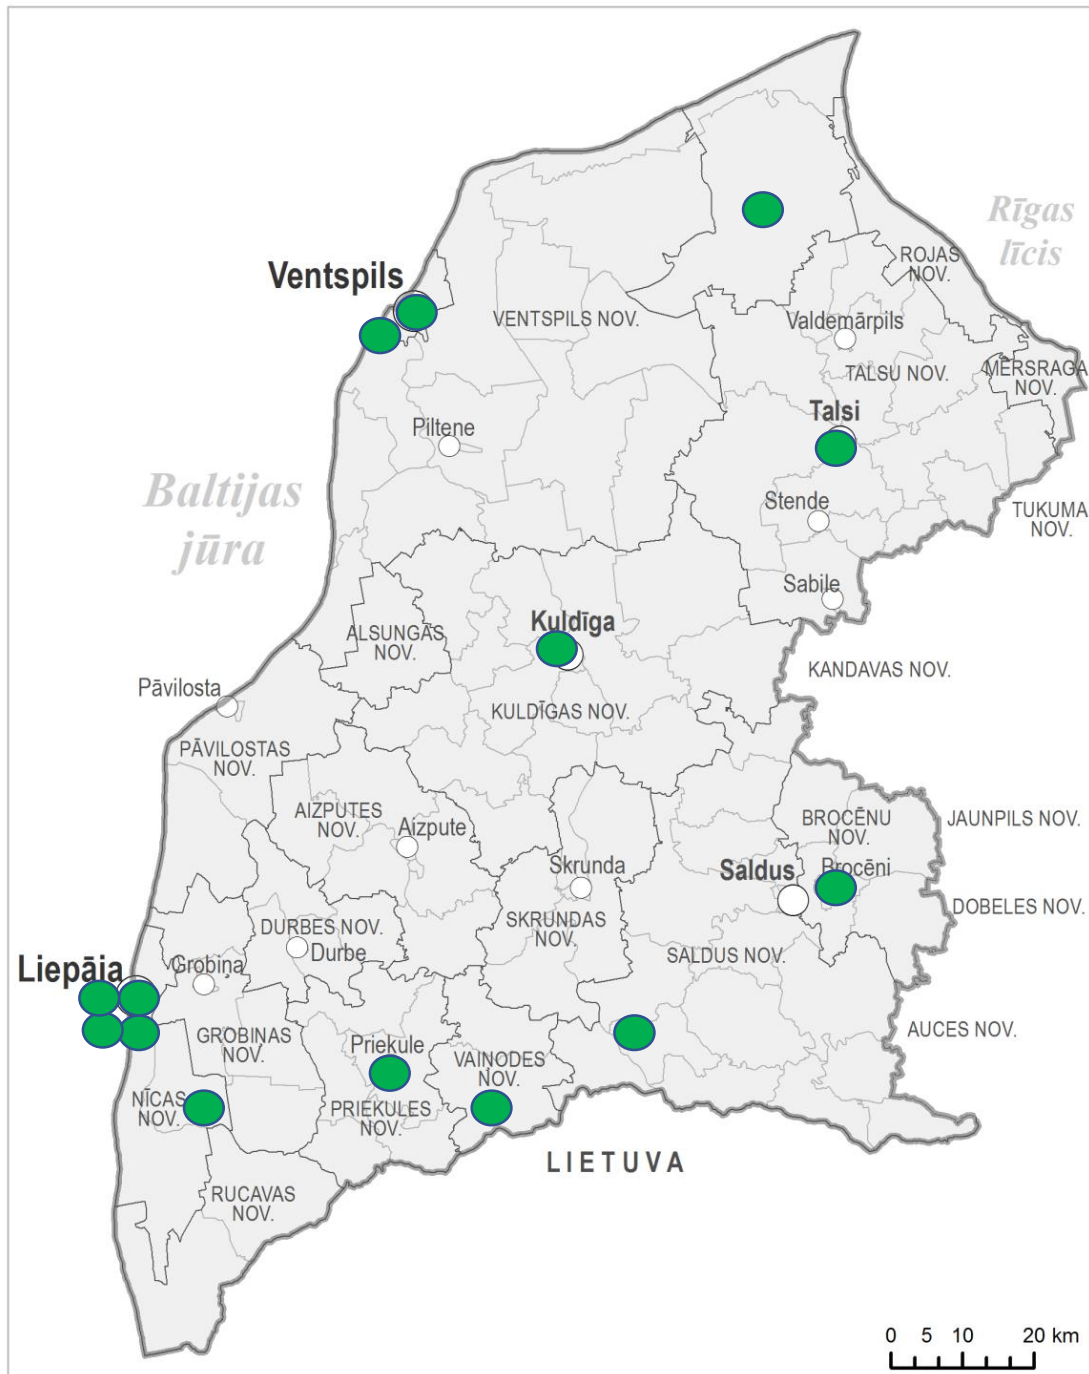 Rīgas
līcis
ROJAS
NOV.
Ventspils
VENTSPILS NOV.
Valdemārpils
TALSU NOV.
MĒRSRAGA
NOV.
Talsi
Piltene
Baltijas
jūra
Stende
TUKUMA
NOV.
Sabile
Kuldīga
ALSUNGAS
NOV.
KANDAVAS NOV.
Pāvilosta
KULDĪGAS NOV.
PĀVILOSTAS
NOV.
AIZPUTES
NOV.
Aizpute
BROCĒNU
NOV.
JAUNPILS NOV.
Skrunda
Saldus
Brocēni
DOBELES NOV.
SKRUNDAS
NOV.
DURBES NOV.
Durbe
SALDUS NOV.
Liepāja
Grobiņa
GROBIŅAS
NOV.
AUCES NOV.
Priekule
VAIŅODES
NOV.
NĪCAS
NOV.
PRIEKULES
NOV.
LIETUVA
RUCAVAS
NOV.
0 5 10 20 km